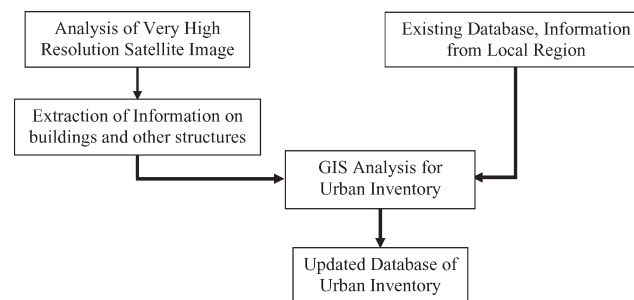 Analysis of Very High
Resolution Satellite Image
Existing Database, Information
from Local Region
Extraction of Information on
buildings and other structures
GIS Analysis for
Urban Inventory
Updated Database of
Urban Inventory